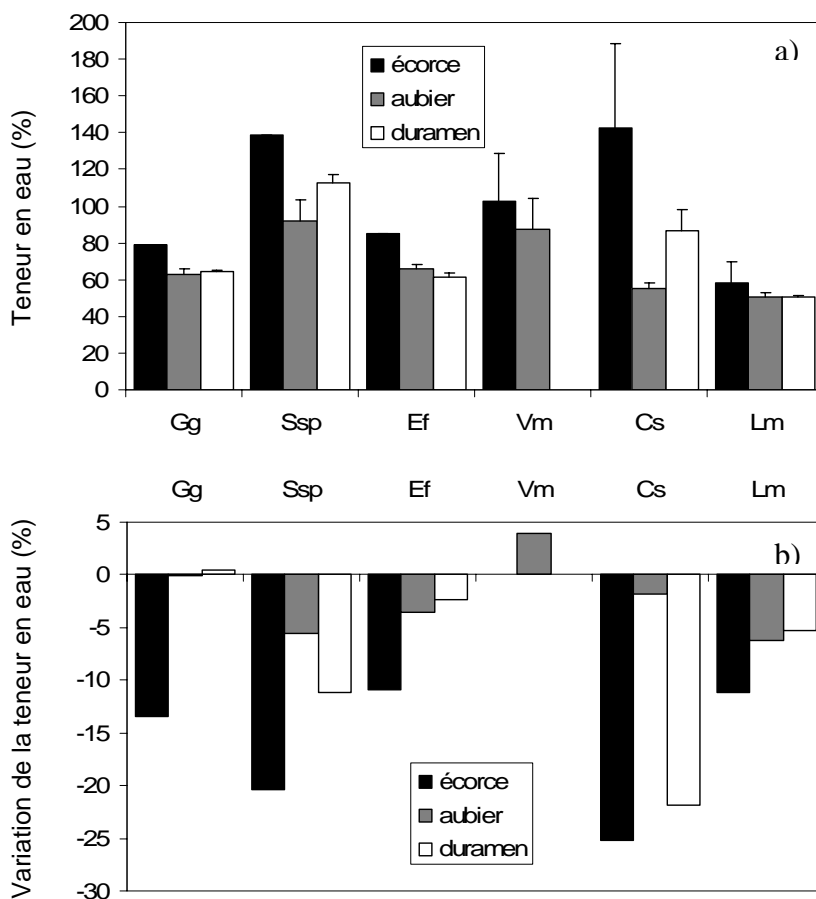 200
180
160
140
120
100
80
60
40
20
0
Teneur en eau (%)
écorce
aubier
duramen
a)
Gg Ssp Ef Vm Cs Lm
Gg Ssp Ef Vm Cs Lm
5
0
-5
-10
-15
-20
-25
-30
Variation de la teneur en eau (%)
b)
écorce
aubier
duramen